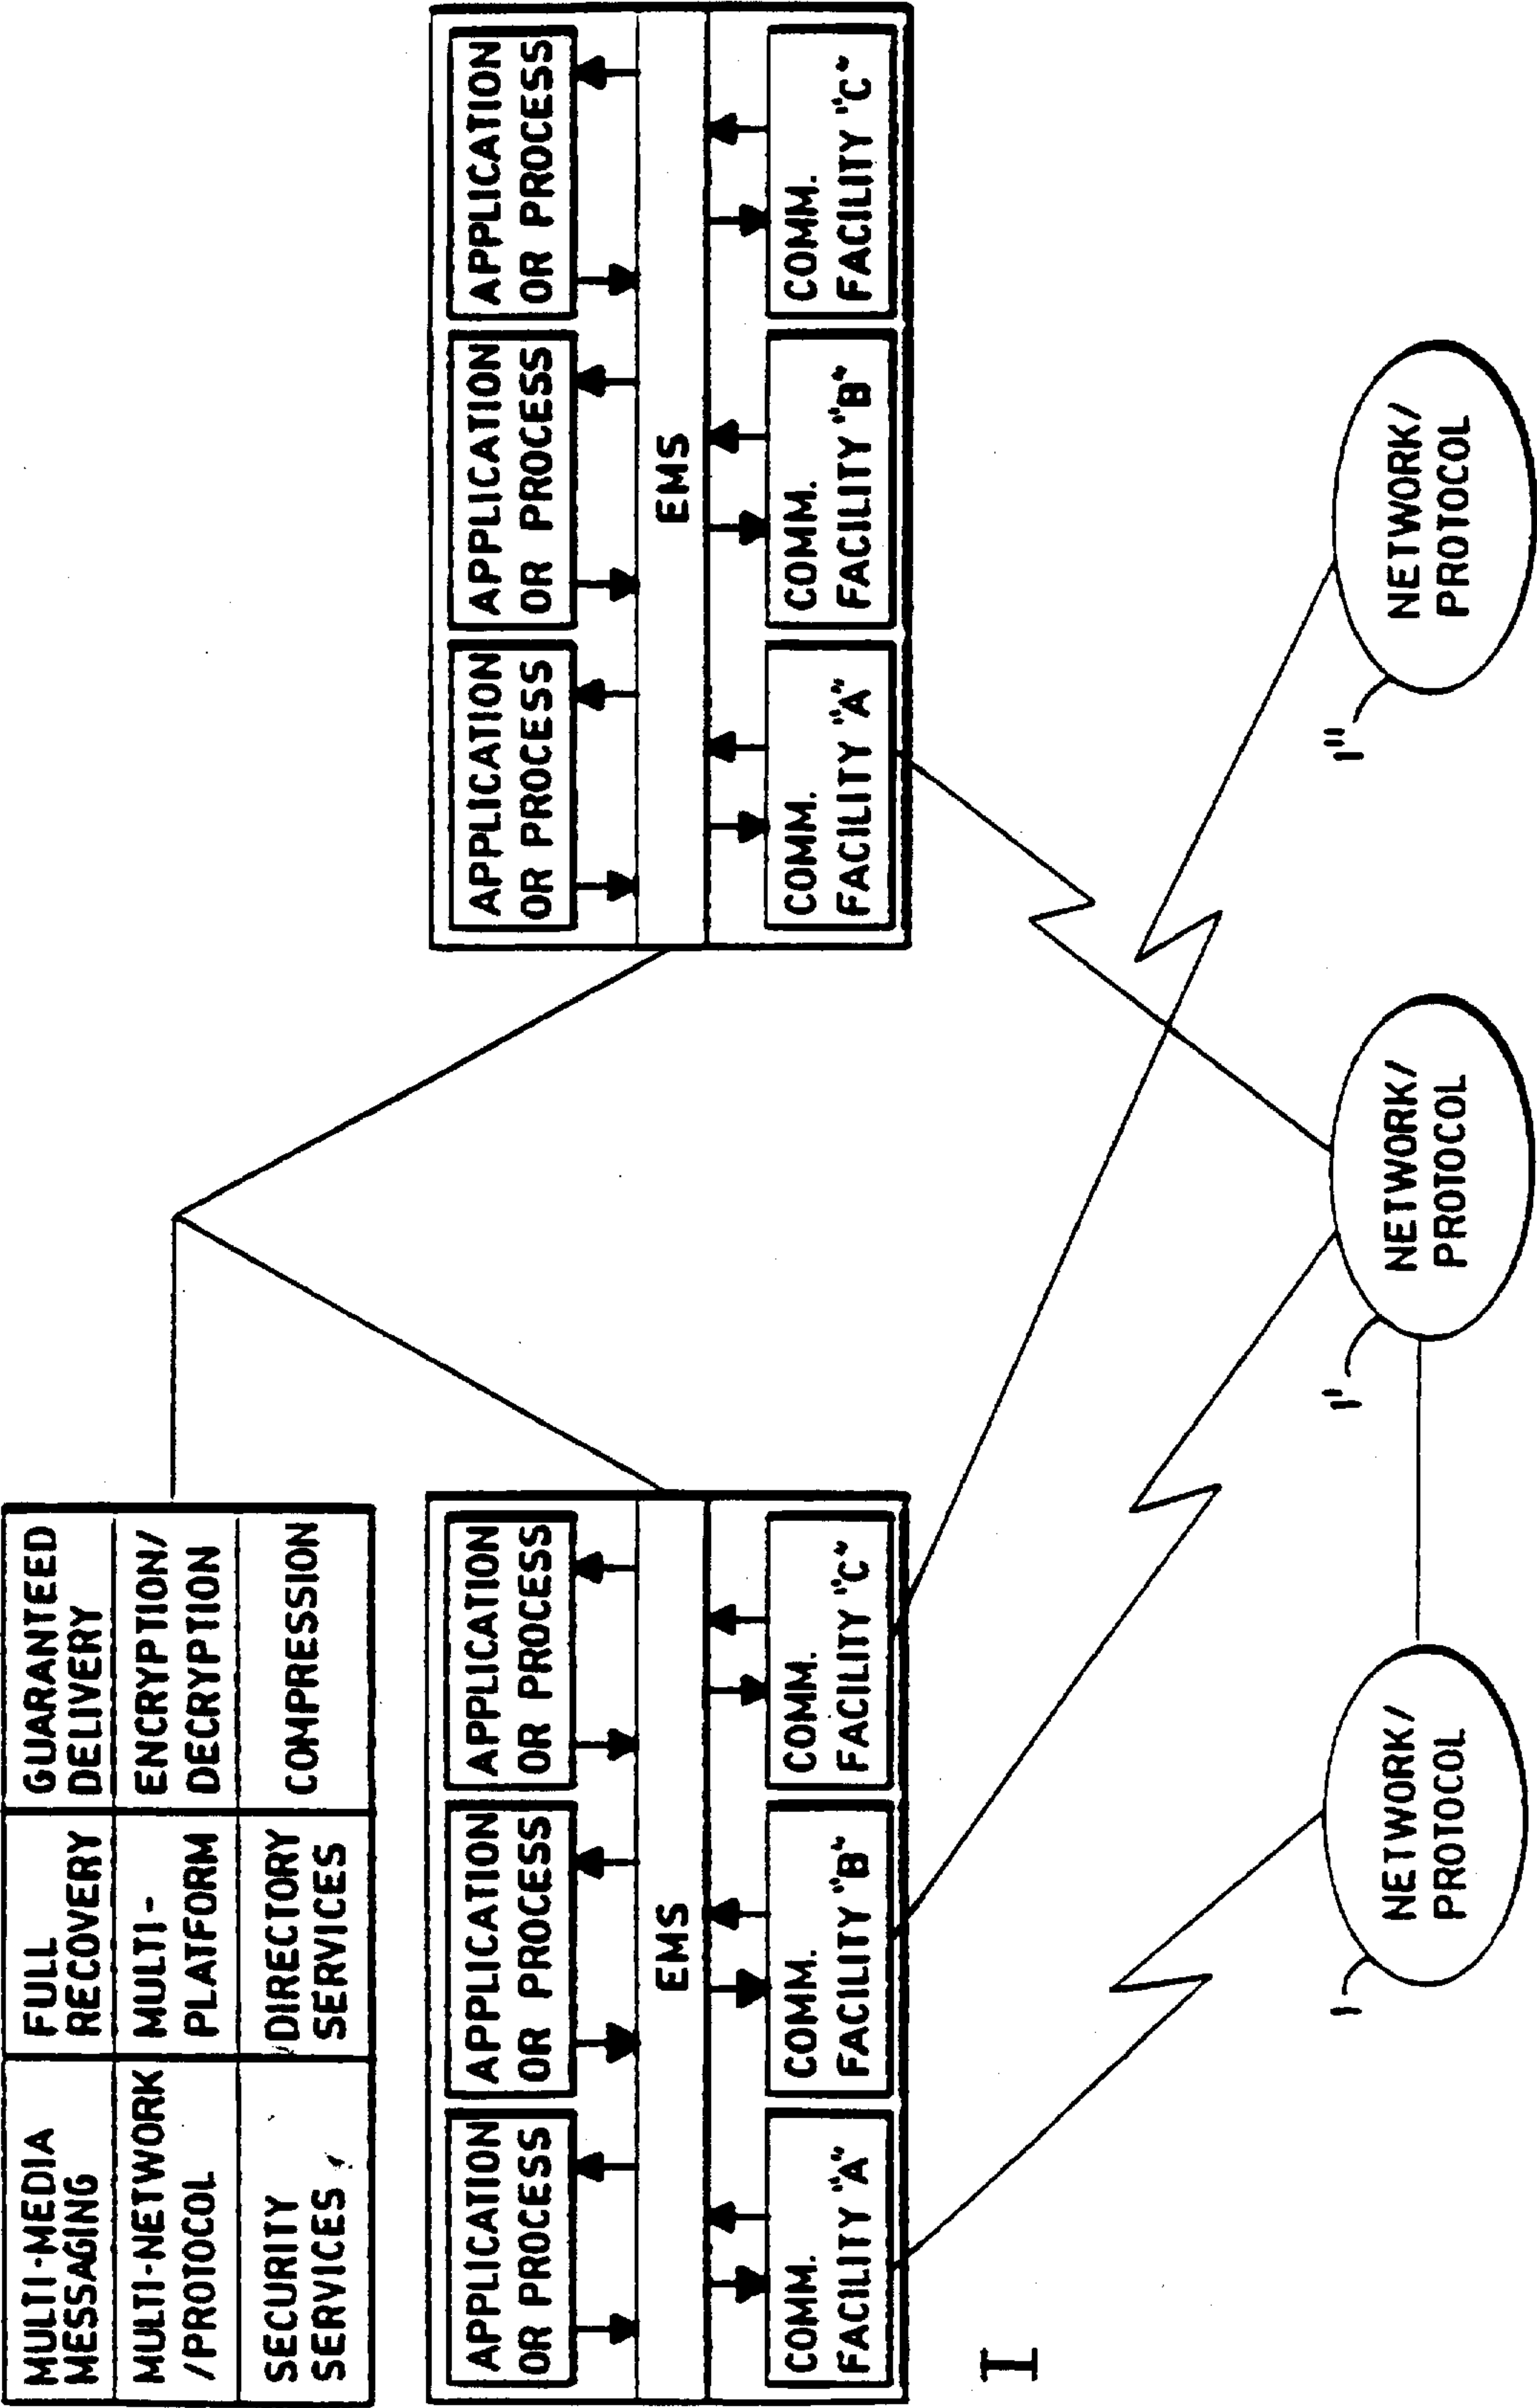 MULTI-MEDIA
MESSAGING
FULL
RECOVERY
GUARANTEED
DELIVERY
MULTI-NETWORK
/PROTOCOL
MULTI-
PLATFORM
ENCRYPTION/
DECRYPTION
SECURITY
SERVICES
DIRECTORY
SERVICES
COMPRESSION
APPLICATION
OR PROCESS
APPLICATION
OR PROCESS
APPLICATION
OR PROCESS
EMS
COMM.
FACILITY "A"
COMM.
FACILITY "B"
COMM.
FACILITY "C"
APPLICATION
OR PROCESS
APPLICATION
OR PROCESS
APPLICATION
OR PROCESS
EMS
COMM.
FACILITY "A"
COMM.
FACILITY "B"
COMM.
FACILITY "C"
1
NETWORK/
PROTOCOL
1'
NETWORK/
PROTOCOL
1"
NETWORK/
PROTOCOL
I